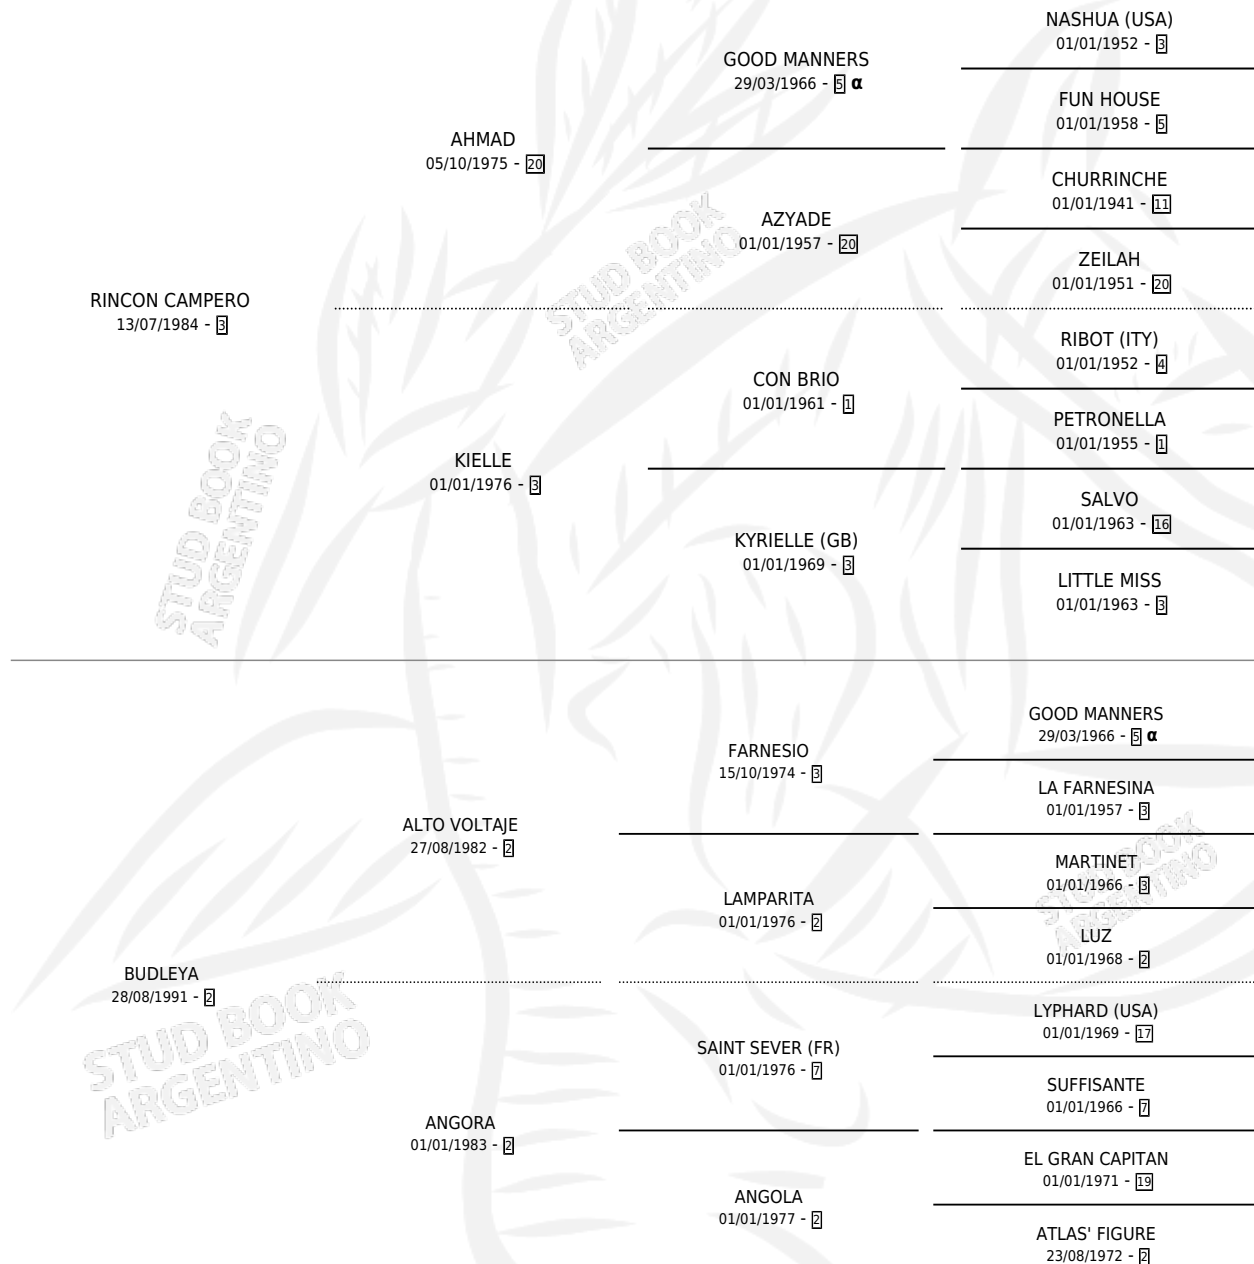 NASHUA (USA)
01/01/1952 - 3
GOOD MANNERS
29/03/1966 - 5 α
FUN HOUSE
01/01/1958 - 5
AHMAD
05/10/1975 - 20
CHURRINCHE
01/01/1941 - 11
AZYADE
01/01/1957 - 20
ZEILAH
01/01/1951 - 20
RINCON CAMPERO
13/07/1984 - 3
RIBOT (ITY)
01/01/1952 - 4
CON BRIO
01/01/1961 - 1
PETRONELLA
01/01/1955 - 1
KIELLE
01/01/1976 - 3
SALVO
01/01/1963 - 16
KYRIELLE (GB)
01/01/1969 - 3
LITTLE MISS
01/01/1963 - 3
GOOD MANNERS
29/03/1966 - 5 α
FARNESIO
15/10/1974 - 3
LA FARNESINA
01/01/1957 - 3
ALTO VOLTAJE
27/08/1982 - 2
MARTINET
01/01/1966 - 3
LAMPARITA
01/01/1976 - 2
LUZ
01/01/1968 - 2
BUDLEYA
28/08/1991 - 2
LYPHARD (USA)
01/01/1969 - 17
SAINT SEVER (FR)
01/01/1976 - 7
SUFFISANTE
01/01/1966 - 7
ANGORA
01/01/1983 - 2
EL GRAN CAPITAN
01/01/1971 - 19
ANGOLA
01/01/1977 - 2
ATLAS' FIGURE
23/08/1972 - 2
STUD BOOK
ARGENTINO
STUD BOOK
ARGENTINO
STUD BOOK
ARGENTINO
STUD BOOK
ARGENTINO